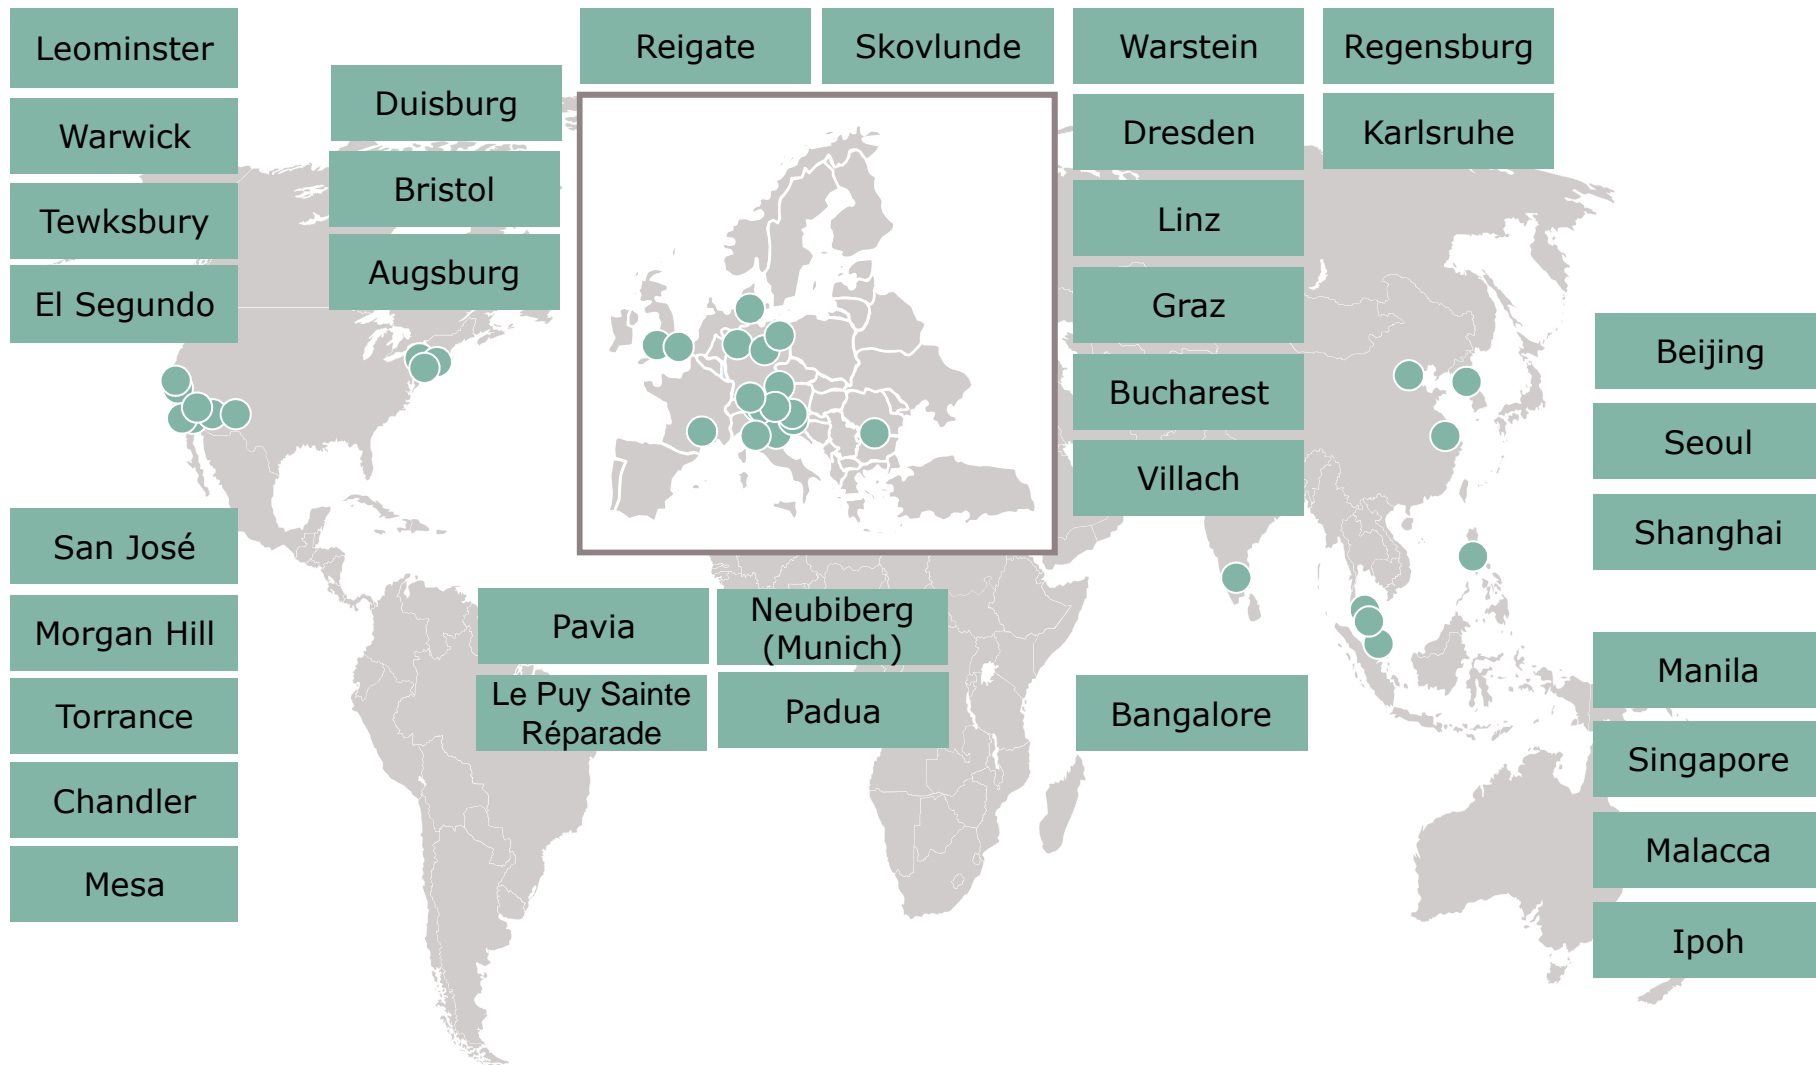 Leominster
Warwick
Tewksbury
El Segundo
Duisburg
Bristol
Augsburg
Reigate
Skovlunde
Warstein
Regensburg
Dresden
Karlsruhe
Linz
Graz
Bucharest
Villach
Beijing
Seoul
Shanghai
San José
Morgan Hill
Torrance
Chandler
Mesa
Pavia
Neubiberg
(Munich)
Le Puy Sainte
Réparade
Padua
Bangalore
Manila
Singapore
Malacca
Ipoh